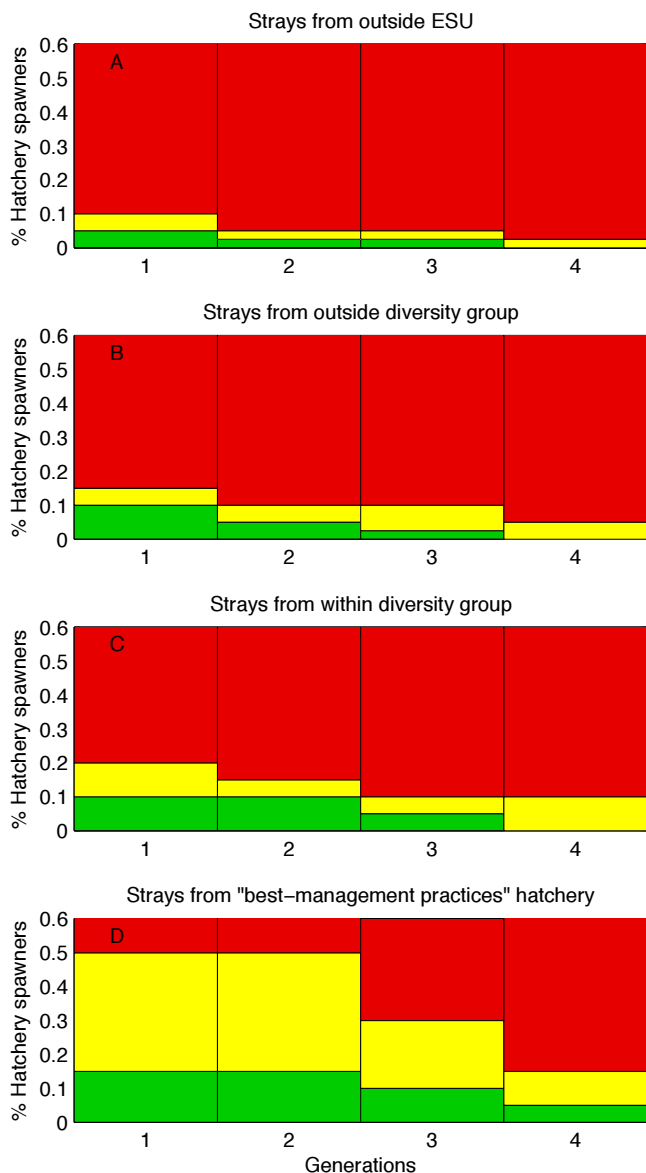 Strays from outside ESU
A
% Hatchery spawners
0.6
0.5
0.4
0.3
0.2
0.1
0
1 2 3 4
Strays from outside diversity group
B
% Hatchery spawners
0.6
0.5
0.4
0.3
0.2
0.1
0
1 2 3 4
Strays from within diversity group
C
% Hatchery spawners
0.6
0.5
0.4
0.3
0.2
0.1
0
1 2 3 4
Strays from "best−management practices" hatchery
D
% Hatchery spawners
0.6
0.5
0.4
0.3
0.2
0.1
0
1 2 3 4
Generations